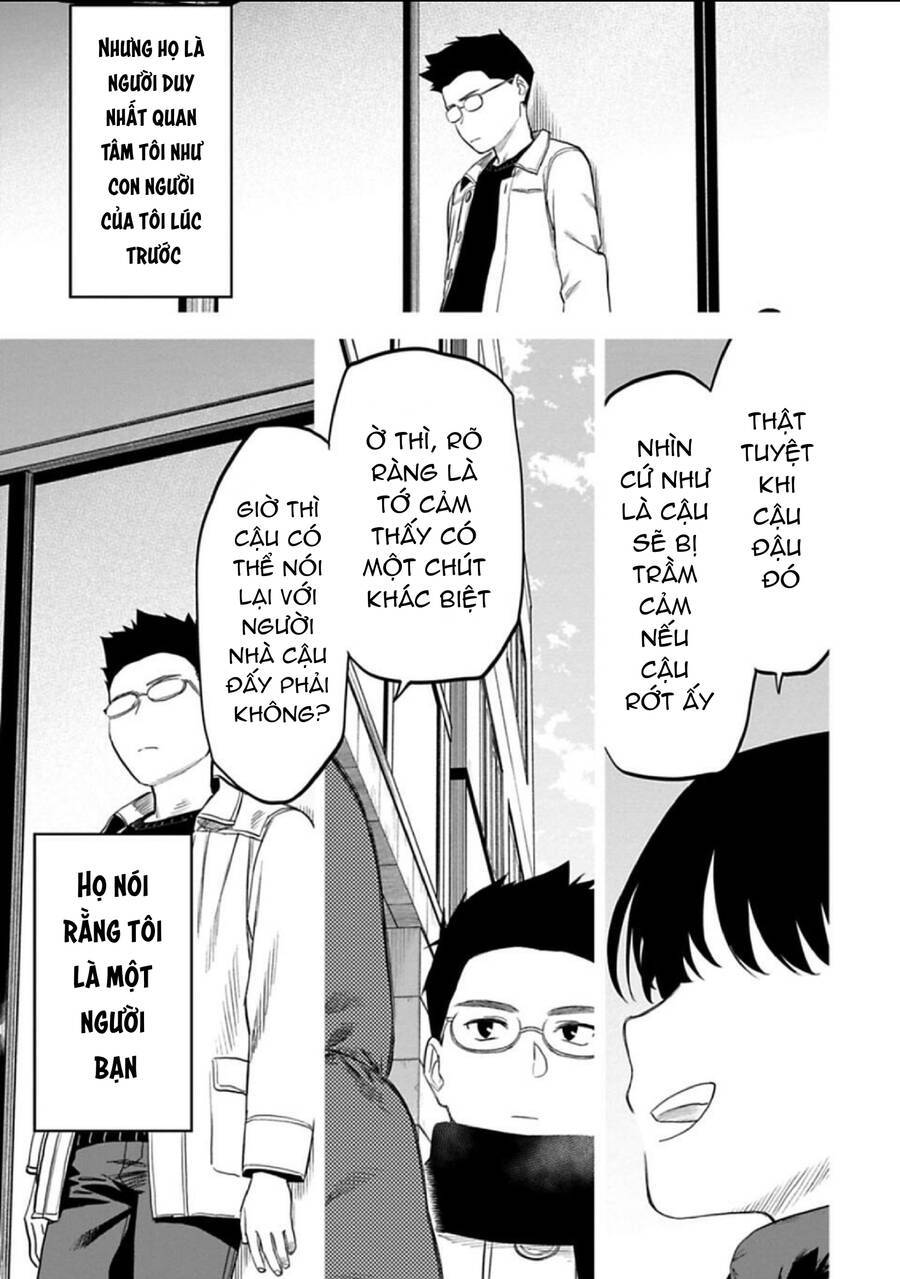 Nhưng họ là
người duy
nhất quan
tâm tôi như
con người
của tôi lúc
trước
THẬT
TUYỆT
KHI
CẬU
ĐẬU
ĐÓ
NHÌN
CỨ NHƯ
LÀ CẬU
SẼ BỊ
TRẦM
CẢM
NẾU
CẬU
RỚT ẤY
Ờ THÌ, RÕ
RÀNG LÀ
TỚ CẢM
THẤY CÓ
MỘT CHÚT
KHÁC BIỆT
GIỜ THÌ
CẬU CÓ
THỂ NÓI
LẠI VỚI
NGƯỜI
NHÀ CẬU
ĐẤY PHẢI
KHÔNG?
Họ nói
rằng tôi
là một
người
bạn